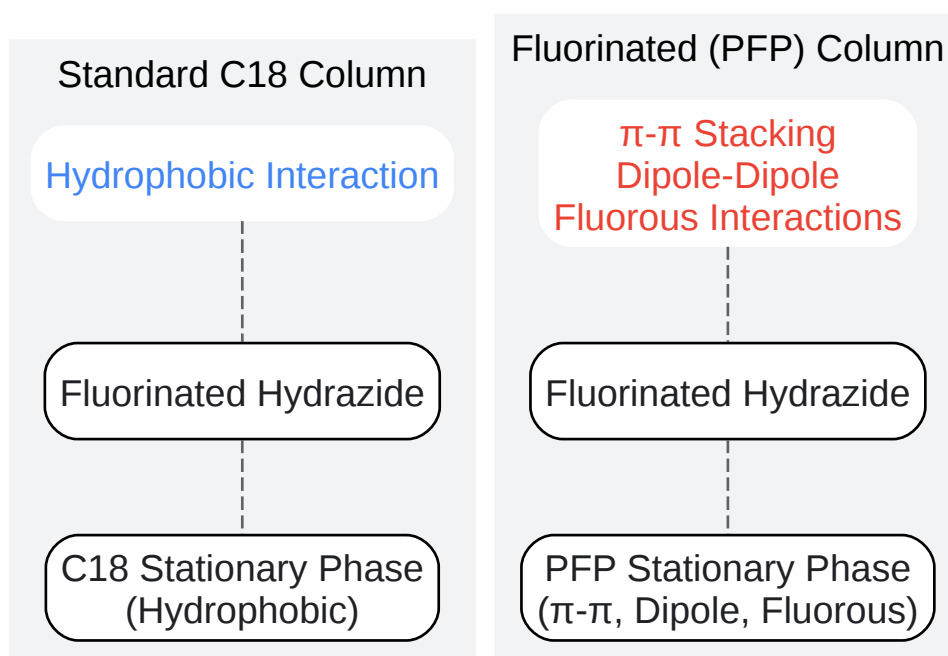 Standard C18 Column
Hydrophobic Interaction
Fluorinated Hydrazide
C18 Stationary Phase
(Hydrophobic)
Fluorinated (PFP) Column
π-π Stacking
Dipole-Dipole
Fluorous Interactions
Fluorinated Hydrazide
PFP Stationary Phase
(π-π, Dipole, Fluorous)